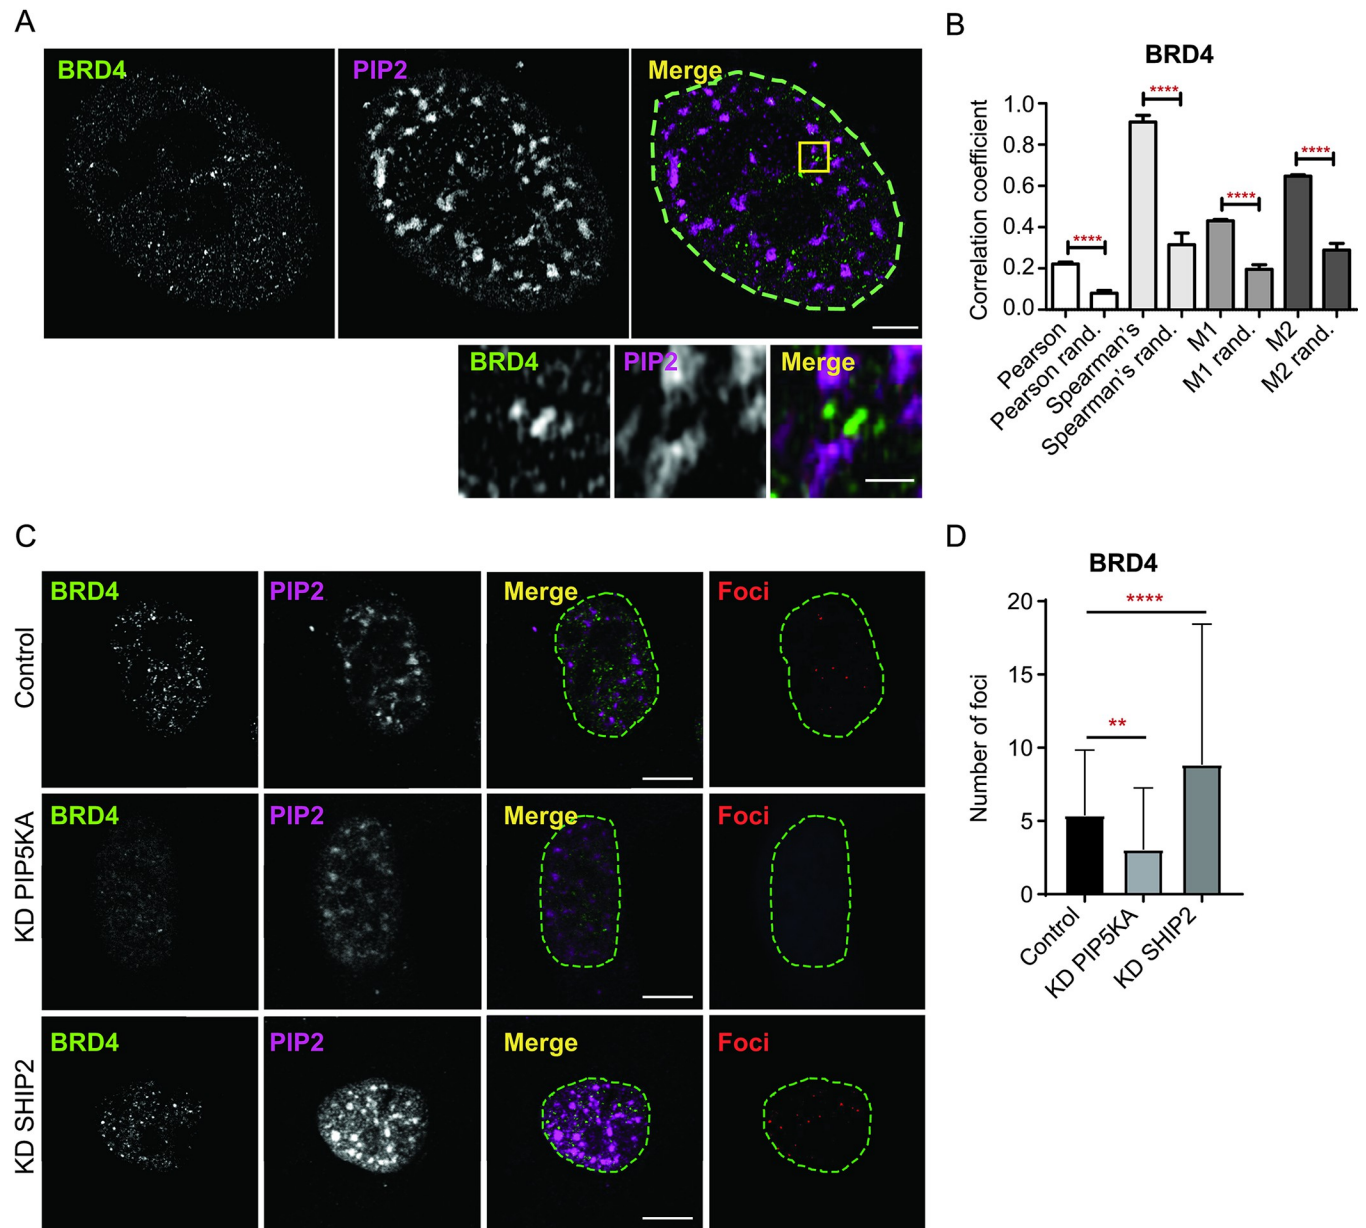 A
BRD4
PIP2
Merge
BRD4
PIP2
Merge
B
BRD4
Correlation coefficient
1.0
0.8
0.6
0.4
0.2
0.0
****
****
****
****
Pearson
Pearson rand.
Spearman's
Spearman's rand.
M1
M1 rand.
M2
M2 rand.
C
Control
BRD4
PIP2
Merge
Foci
KD PIP5KA
BRD4
PIP2
Merge
Foci
KD SHIP2
BRD4
PIP2
Merge
Foci
D
BRD4
Number of foci
20
15
10
5
0
****
**
Control
KD PIP5KA
KD SHIP2